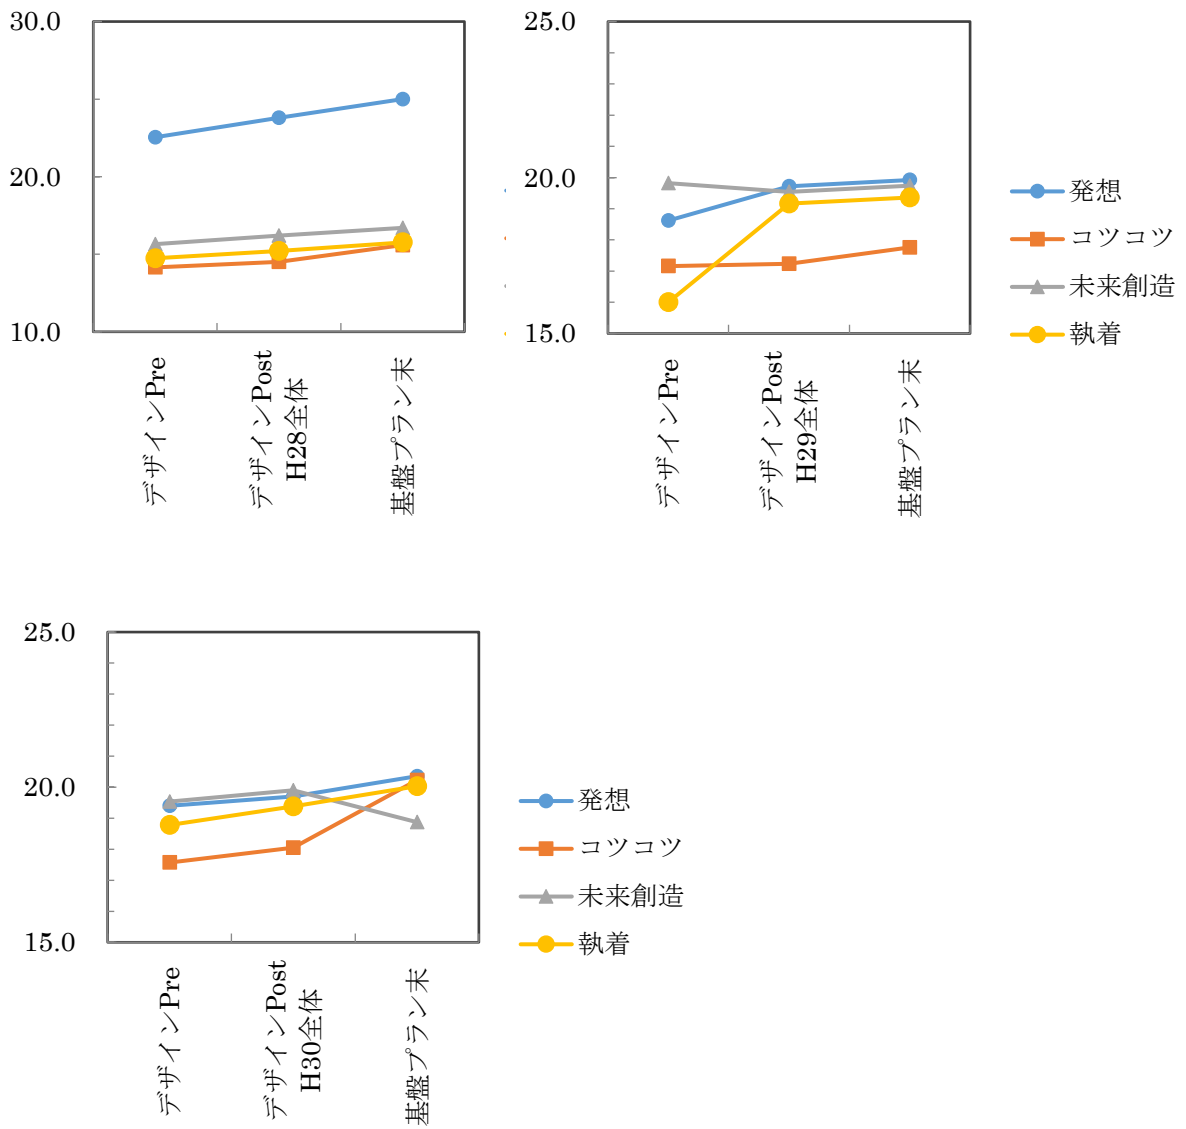 30.0
20.0
10.0
デザインPre
デザインPost
H28全体
基盤プラン末
25.0
20.0
15.0
デザインPre
デザインPost
H29全体
基盤プラン末
発想
コツコツ
未来創造
執着
25.0
20.0
15.0
デザインPre
デザインPost
H30全体
基盤プラン末
発想
コツコツ
未来創造
執着